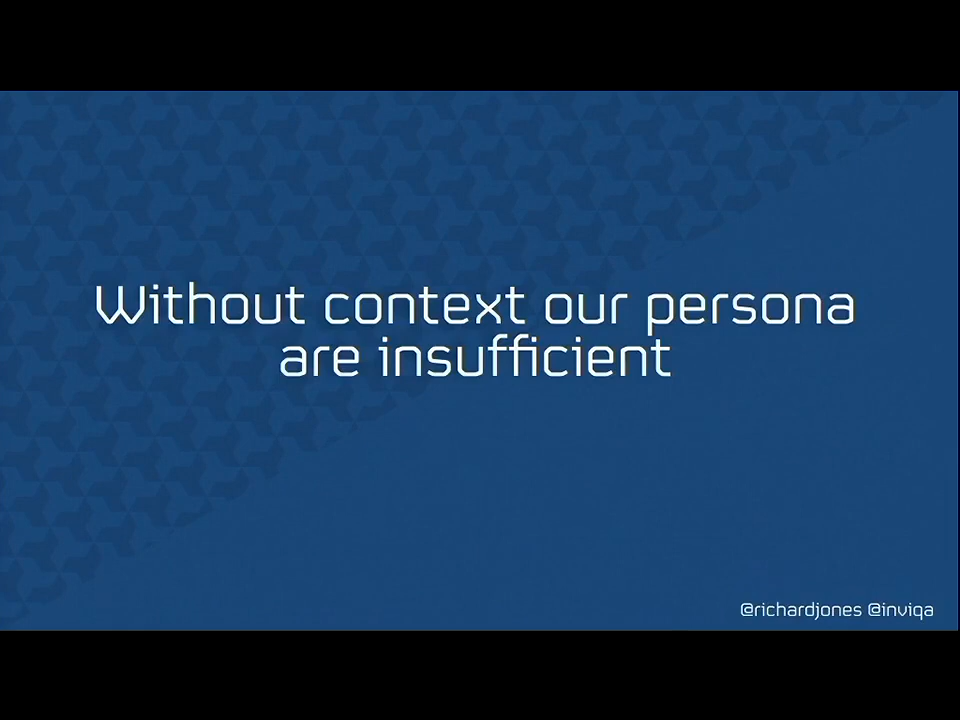 Without context our persona
are insufficient
@richardjones @inviqa